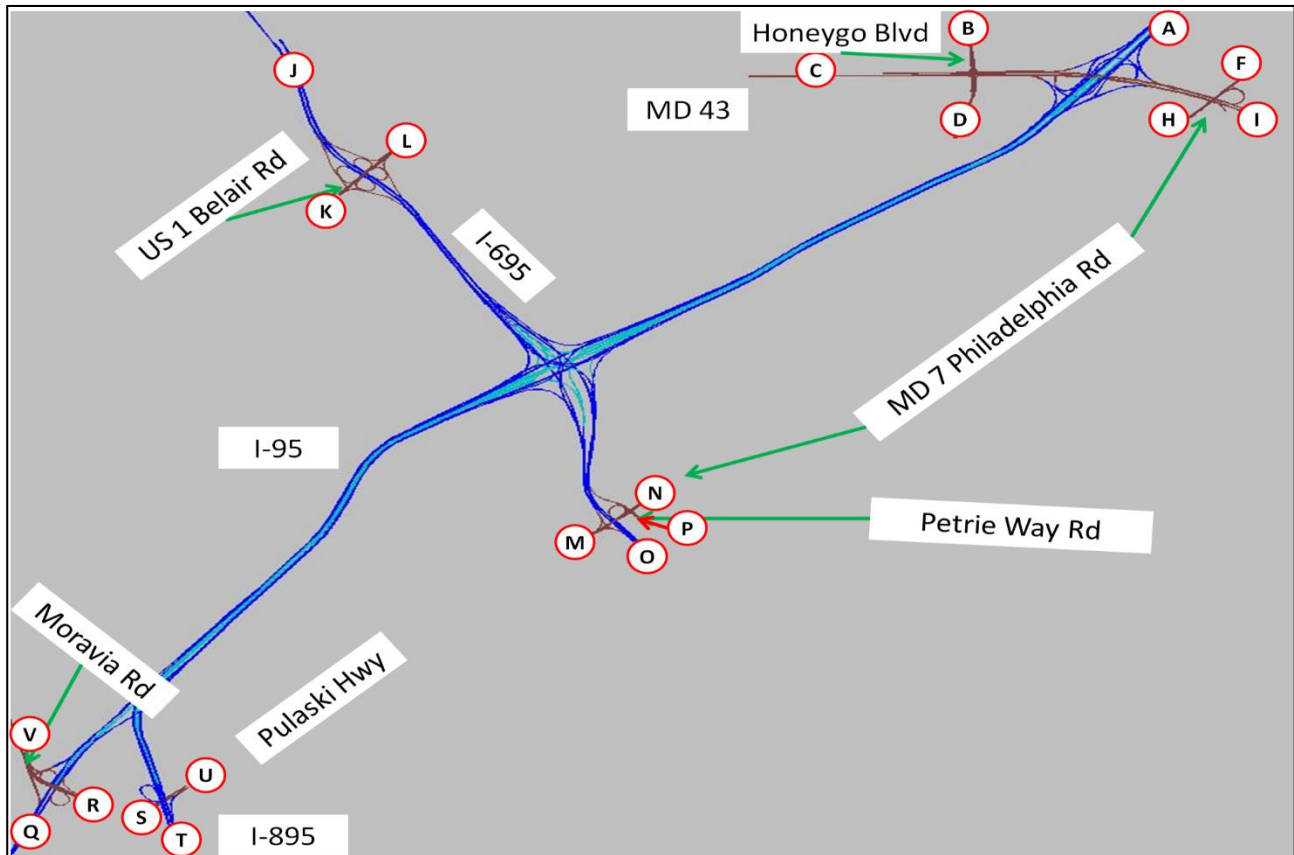 Honeygo Blvd
B
A
J
C
F
MD 43
D
H
I
L
US 1 Belair Rd
K
I-695
MD 7 Philadelphia Rd
I-95
N
P
Petrie Way Rd
M
O
Moravia Rd
Pulaski Hwy
V
U
R
S
Q
T
I-895